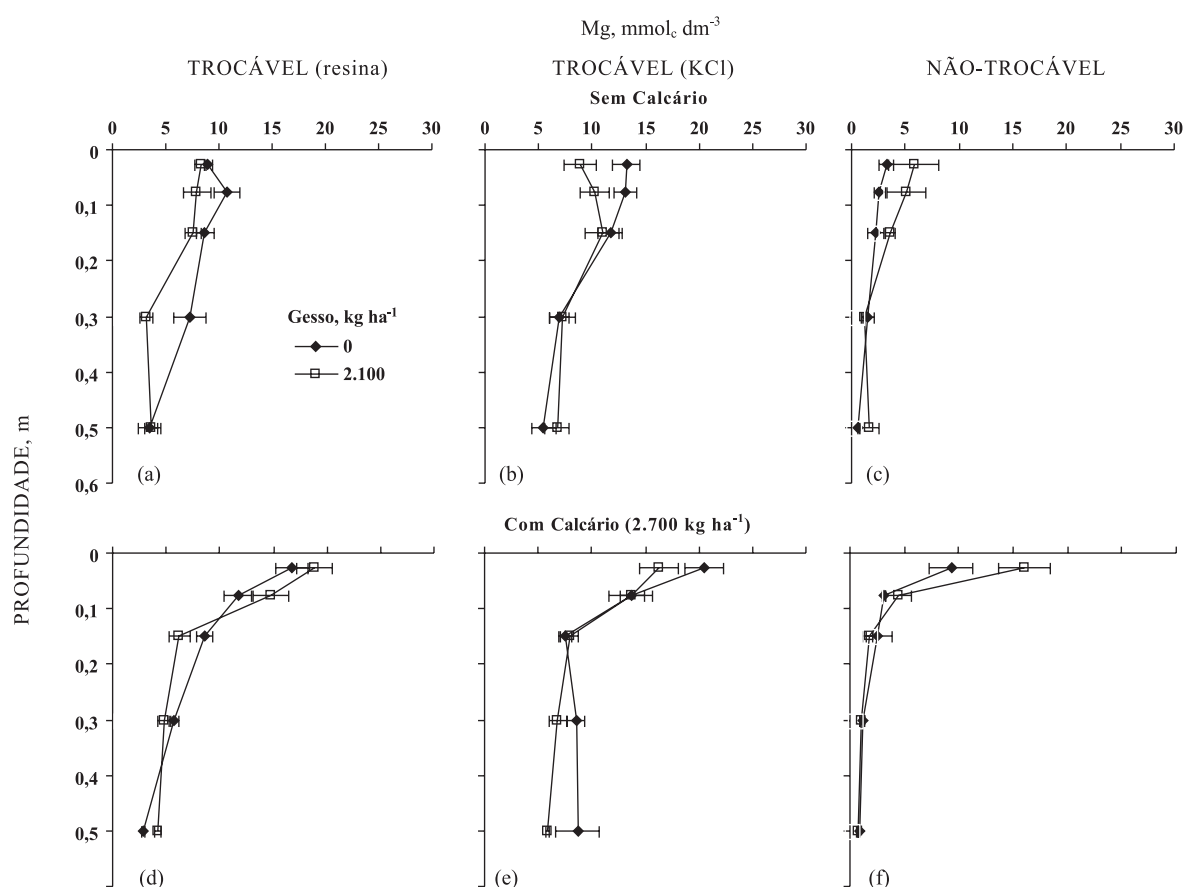 Mg, mmolc dm-3
TROCÁVEL (resina) TROCÁVEL (KCl) NÃO-TROCÁVEL
Sem Calcário
0 5 10 15 20 25 30 0 5 10 15 20 25 30 0 5 10 15 20 25 30
0
0,1
0,2
0,3
0,4
0,5
0,6
Gesso, kg ha-1
0
2.100
(a) (b) (c)
PROFUNDIDADE, m
Com Calcário (2.700 kg ha-1)
0
0,1
0,2
0,3
0,4
0,5
(d) (e) (f)